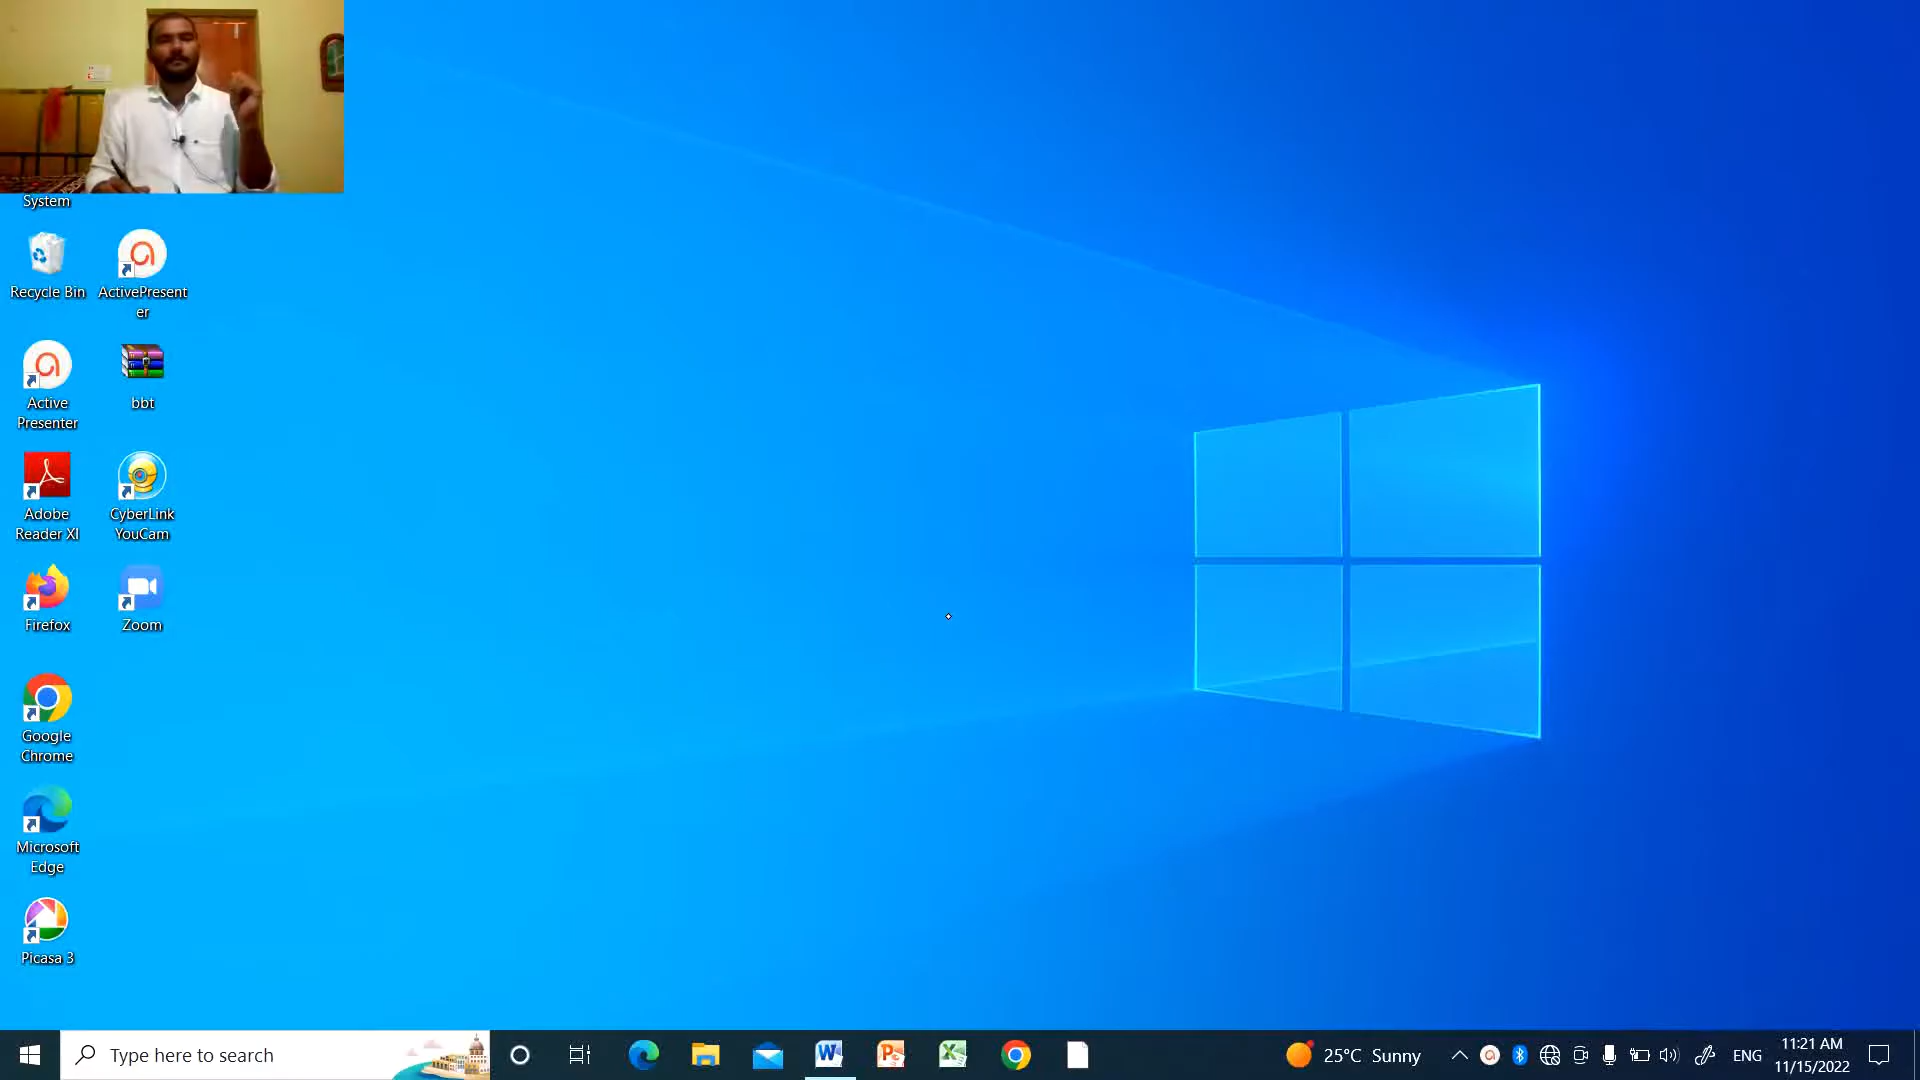 System
Recycle Bin
ActivePresent
er
Active
Presenter
bbt
Adobe
Reader XI
CyberLink
YouCam
Firefox
Zoom
Google
Chrome
Microsoft
Edge
Picasa 3
Type here to search
25°C Sunny
ENG
11:21 AM
11/15/2022